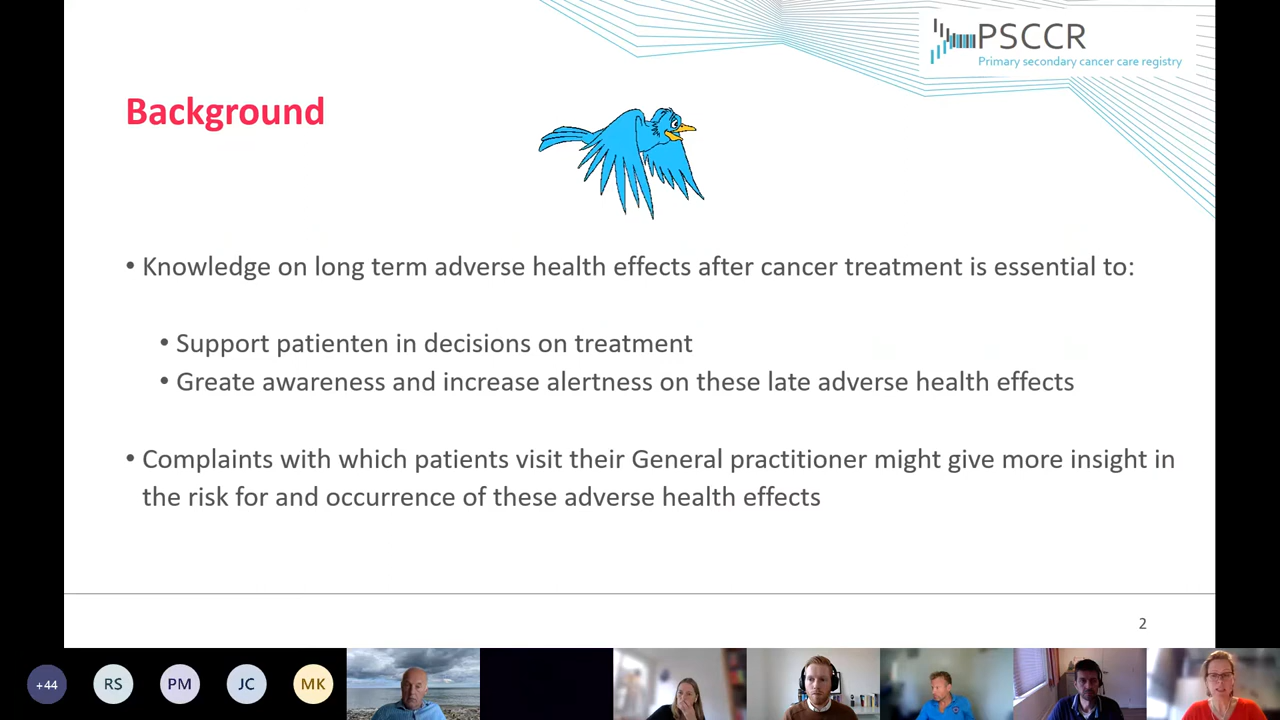 PSCCR
Primary secondary cancer care registry
Background
• Knowledge on long term adverse health effects after cancer treatment is essential to:
• Support patienten in decisions on treatment
• Greate awareness and increase alertness on these late adverse health effects
• Complaints with which patients visit their General practitioner might give more insight in
the risk for and occurrence of these adverse health effects
2
+44 RS PM JC MK